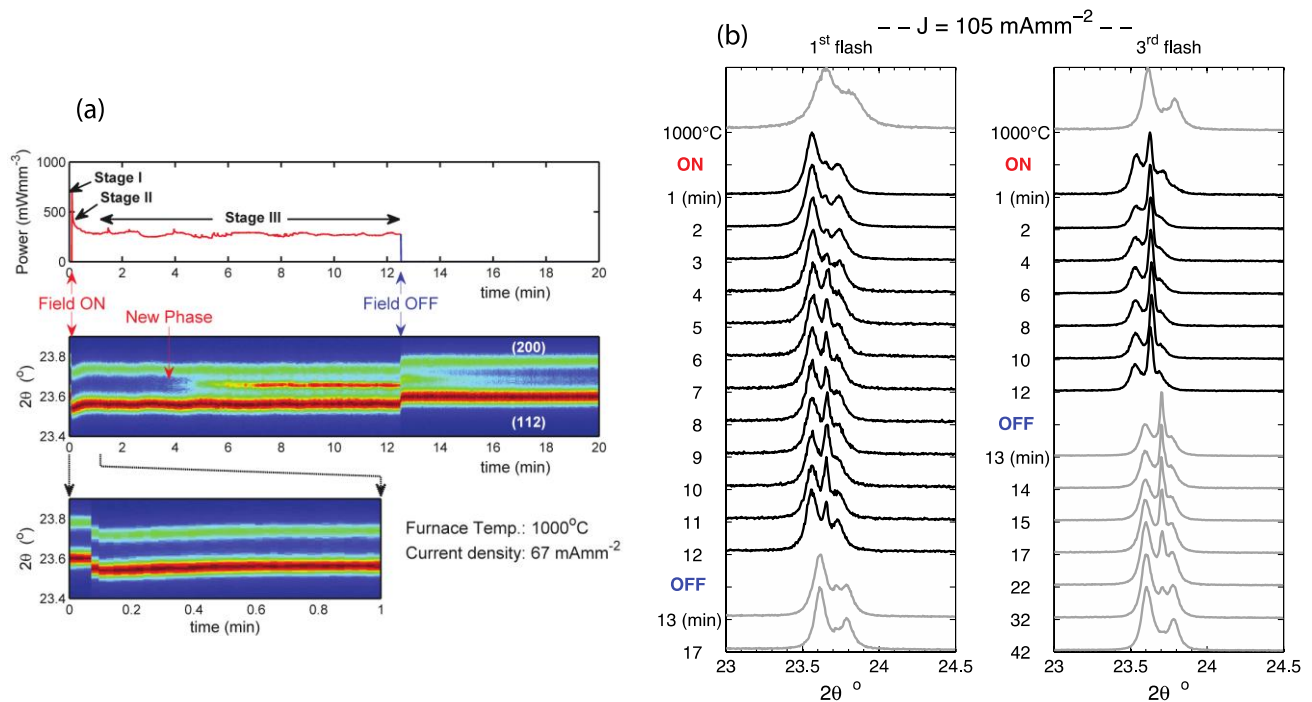 (a)
1000
500
0
Power (mWmm⁻³)
Stage I
Stage II
Stage III
0 2 4 6 8 10 12 14 16 18 20
time (min)
Field ON
Field OFF
New Phase
23.8
23.6
23.4
2θ (°)
(200)
(112)
0 2 4 6 8 10 12 14 16 18 20
time (min)
23.8
23.6
23.4
2θ (°)
0 0.2 0.4 0.6 0.8 1
time (min)
Furnace Temp.: 1000°C
Current density: 67 mAmm⁻²
(b)
– – J = 105 mAmm⁻² – –
1st flash
1000°C
ON
1 (min)
2
3
4
5
6
7
8
9
10
11
12
OFF
13 (min)
17
23 23.5 24 24.5
2θ °
3rd flash
1000°C
ON
1 (min)
2
4
6
8
10
12
OFF
13 (min)
14
15
17
22
32
42
23 23.5 24 24.5
2θ °